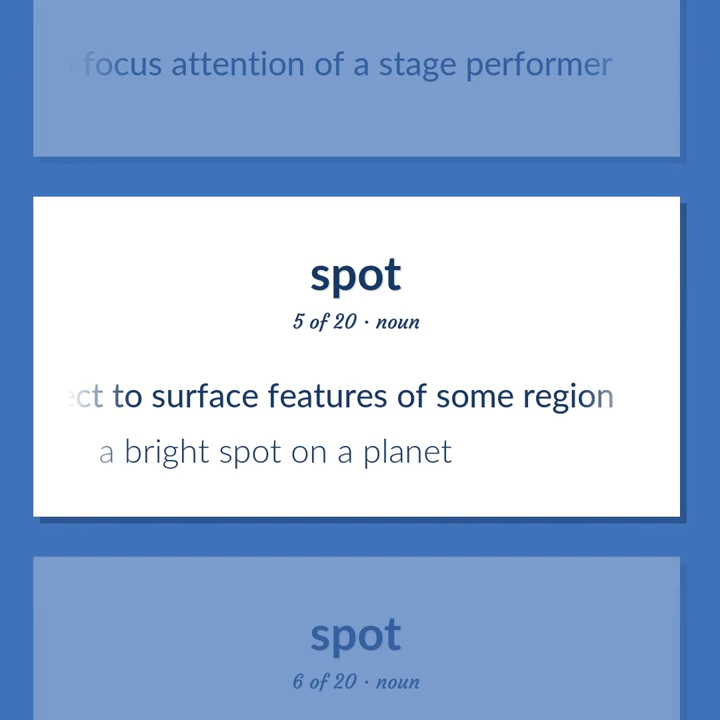 focus attention of a stage performer
spot
5 of 20 · noun
to surface features of some region
a bright spot on a planet
spot
6 of 20 · noun